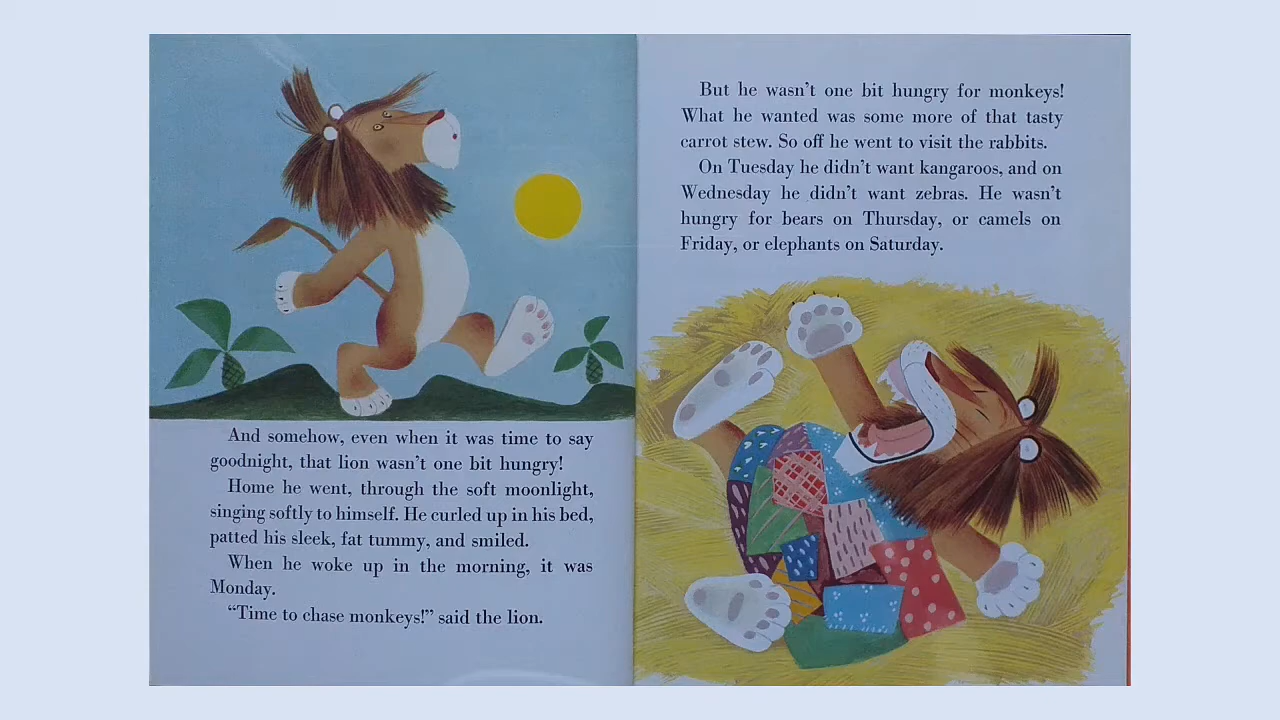 And somehow, even when it was time to say
goodnight, that lion wasn't one bit hungry!
Home he went, through the soft moonlight,
singing softly to himself. He curled up in his bed,
patted his sleek, fat tummy, and smiled.
When he woke up in the morning, it was
Monday.
“Time to chase monkeys!” said the lion.
But he wasn't one bit hungry for monkeys!
What he wanted was some more of that tasty
carrot stew. So off he went to visit the rabbits.
On Tuesday he didn't want kangaroos, and on
Wednesday he didn't want zebras. He wasn't
hungry for bears on Thursday, or camels on
Friday, or elephants on Saturday.